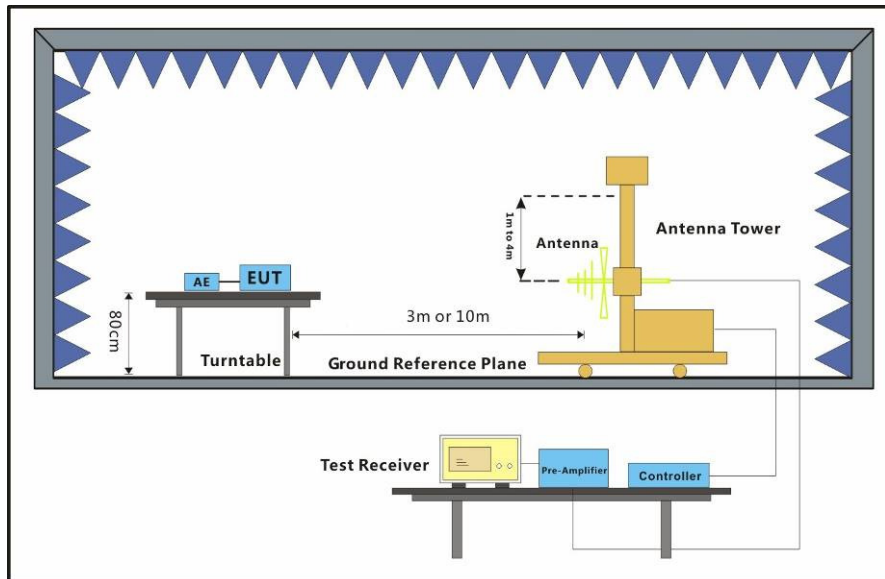 1m to 4m
Antenna
Antenna Tower
AE
EUT
80cm
3m or 10m
Turntable
Ground Reference Plane
Test Receiver
Pre-Amplifier
Controller